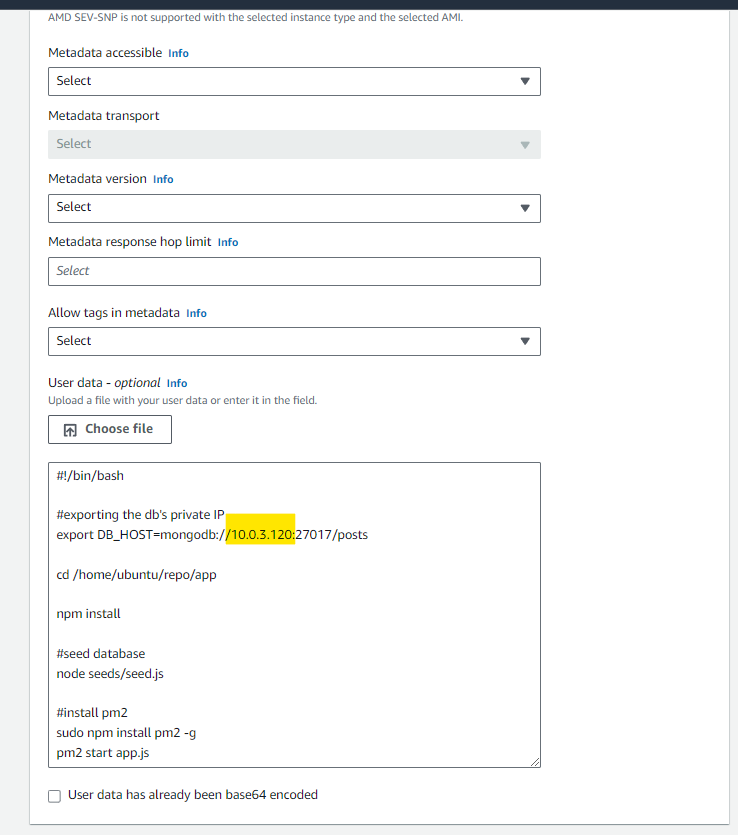 AMD SEV-SNP is not supported with the selected instance type and the selected AMI.
Metadata accessible Info
Select
Metadata transport
Select
Metadata version Info
Select
Metadata response hop limit Info
Select
Allow tags in metadata Info
Select
User data - optional Info
Upload a file with your user data or enter it in the field.
Choose file
#!/bin/bash
#exporting the db's private IP
export DB_HOST=mongodb://10.0.3.120:27017/posts
cd /home/ubuntu/repo/app
npm install
#seed database
node seeds/seed.js
#install pm2
sudo npm install pm2 -g
pm2 start app.js
User data has already been base64 encoded